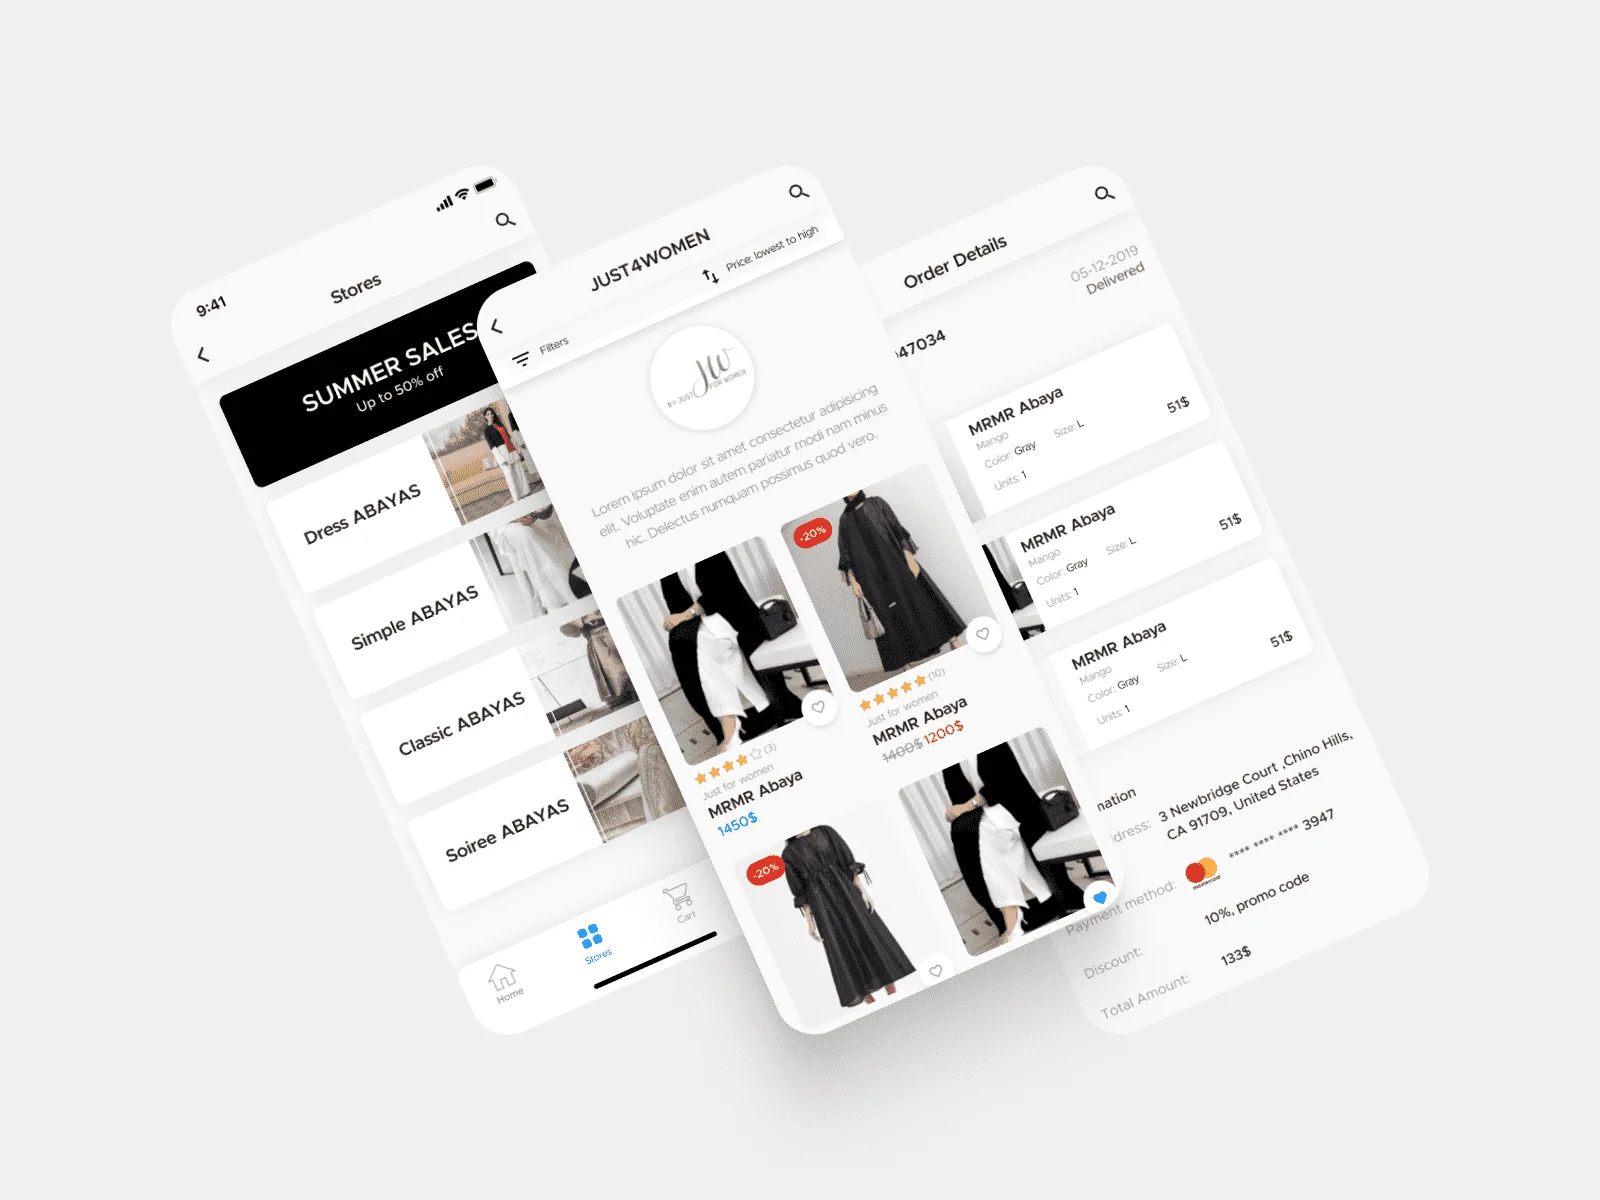 9:41
Stores
SUMMER SALES
Up to 50% off
Dress ABAYAS
Simple ABAYAS
Classic ABAYAS
Soiree ABAYAS
Home
Stores
Cart
JUST4WOMEN
Filters
Price: lowest to high
JW
BY JUST FOR WOMEN
Lorem ipsum dolor sit amet consectetur adipisicing
elit. Voluptate enim autem pariatur modi nam minus
hic. Delectus numquam possimus quod vero.
(3)
Just for women
MRMR Abaya
1450$
-20%
(10)
Just for women
MRMR Abaya
1400$ 1200$
-20%
Order Details
05-12-2019
Delivered
47034
MRMR Abaya
Mango
Color: Gray Size: L
Units: 1
51$
MRMR Abaya
Mango
Color: Gray Size: L
Units: 1
51$
MRMR Abaya
Mango
Color: Gray Size: L
Units: 1
51$
mation
dress: 3 Newbridge Court ,Chino Hills,
CA 91709, United States
Payment method: mastercard **** **** **** 3947
Discount: 10%, promo code
Total Amount: 133$